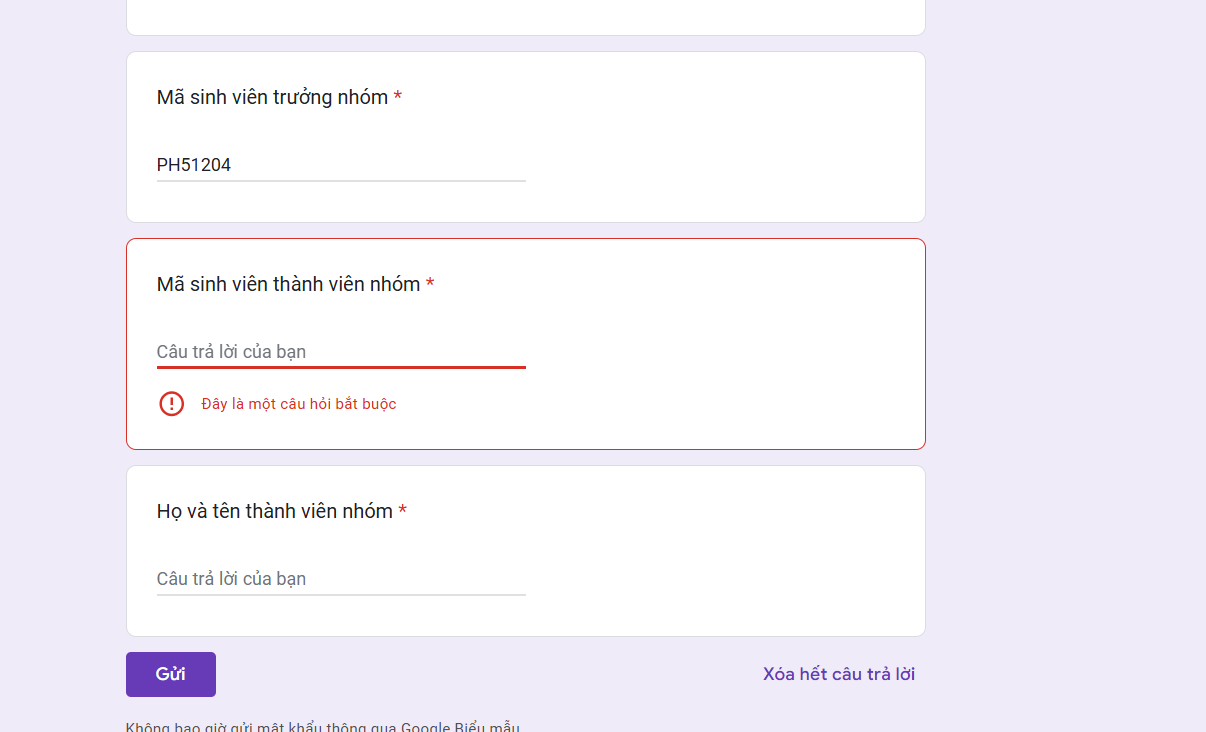 Mã sinh viên trưởng nhóm *
PH51204
Mã sinh viên thành viên nhóm *
Câu trả lời của bạn
Đây là một câu hỏi bắt buộc
Họ và tên thành viên nhóm *
Câu trả lời của bạn
Gửi
Xóa hết câu trả lời
Không bao giờ gửi mật khẩu thông qua Google Biểu mẫu.